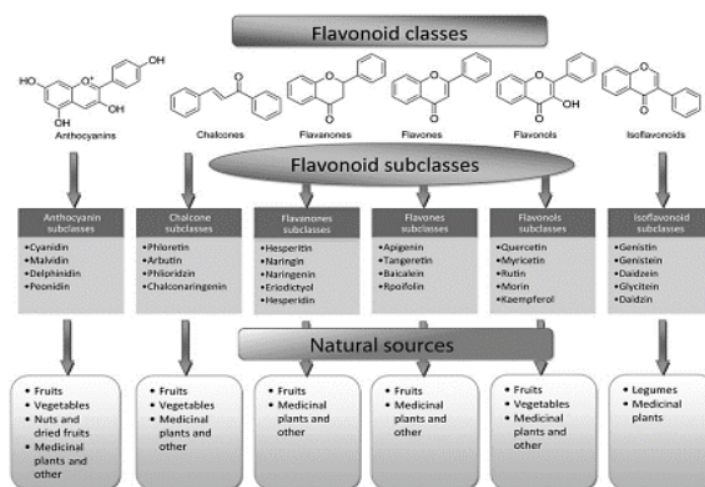 Flavonoid classes
OH
HO
O+
OH
OH
O
O
O
O
O
O
OH
O
O
O
Anthocyanins
Chalcones
Flavanones
Flavones
Flavonols
Isoflavonoids
Flavonoid subclasses
Anthocyanin
subclasses
•Cyanidin
•Malvidin
•Delphinidin
•Peonidin
Chalcone
subclasses
•Phloretin
•Arbutin
•Phlioridzin
•Chalconaringenin
Flavanones
subclasses
•Hesperitin
•Naringin
•Naringenin
•Eriodictyol
•Hesperidin
Flavones
subclasses
•Apigenin
•Tangeretin
•Baicalein
•Rpoifolin
Flavonols
subclasses
•Quercetin
•Myricetin
•Rutin
•Morin
•Kaempferol
Isoflavonoid
subclasses
•Genistin
•Genistein
•Daidzein
•Glycitein
•Daidzin
Natural sources
• Fruits
• Vegetables
• Nuts and
dried fruits
• Medicinal
plants and
other
• Fruits
• Vegetables
• Medicinal
plants and
other
• Fruits
• Medicinal
plants and
other
• Fruits
• Medicinal
plants and
other
• Fruits
• Vegetables
• Medicinal
plants and
other
• Legumes
• Medicinal
plants